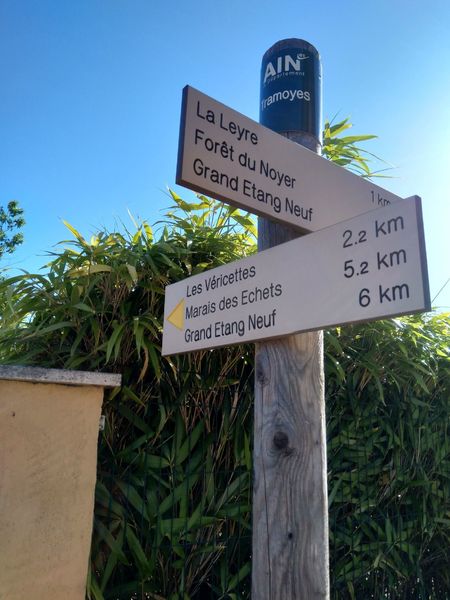 AIN
département
Tramoyes
La Leyre 1 km
Forêt du Noyer
Grand Etang Neuf
Les Véricettes 2.2 km
Marais des Echets 5.2 km
Grand Etang Neuf 6 km